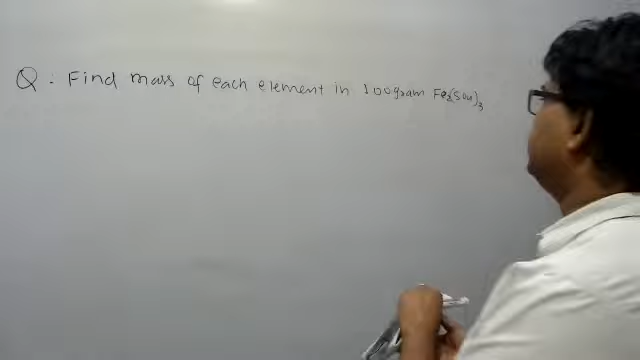 Q. Find mass of each element in 100gram Fe₂(SO₄)₃